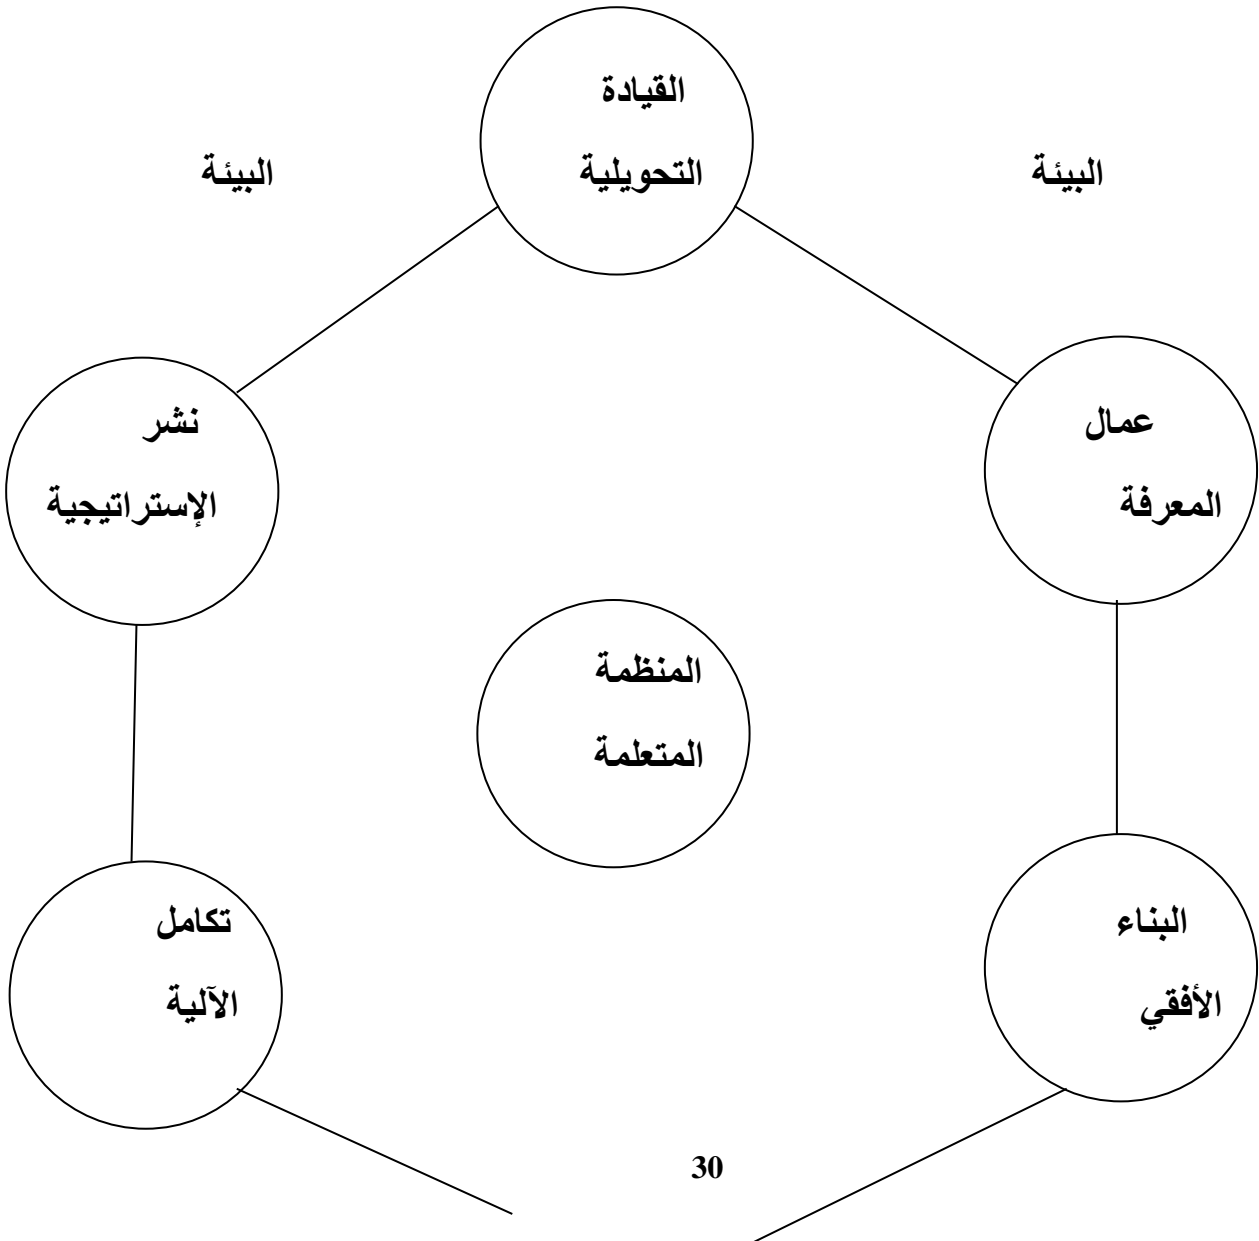 القيادة
التحويلية
البيئة
البيئة
عمال
المعرفة
نشر
الإستراتيجية
المنظمة
المتعلمة
البناء
الأفقي
تكامل
الآلية
30